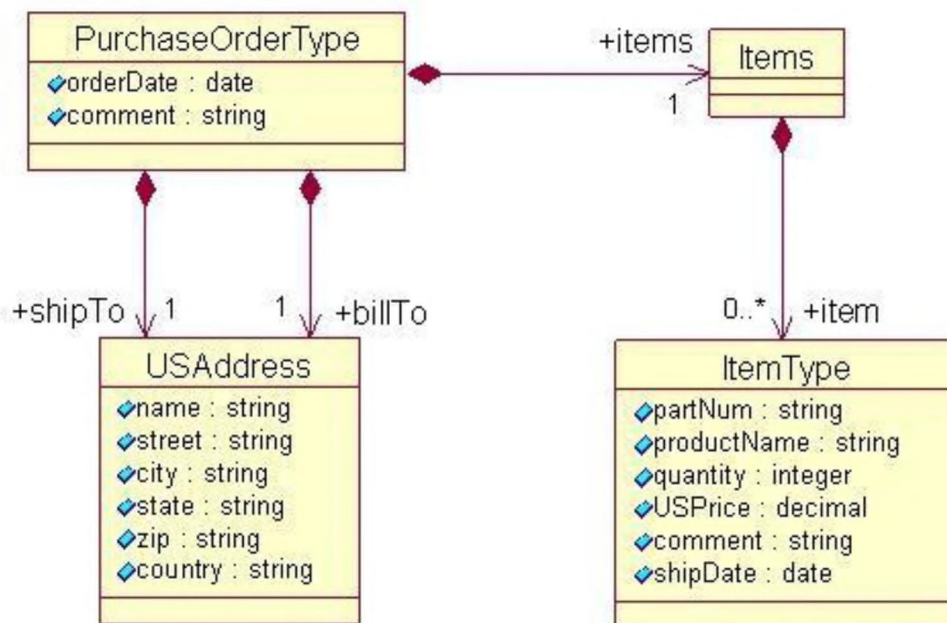 PurchaseOrderType
orderDate : date
comment : string
+items
1
Items
+shipTo
1
1
+billTo
0..*
+item
USAddress
name : string
street : string
city : string
state : string
zip : string
country : string
ItemType
partNum : string
productName : string
quantity : integer
USPrice : decimal
comment : string
shipDate : date